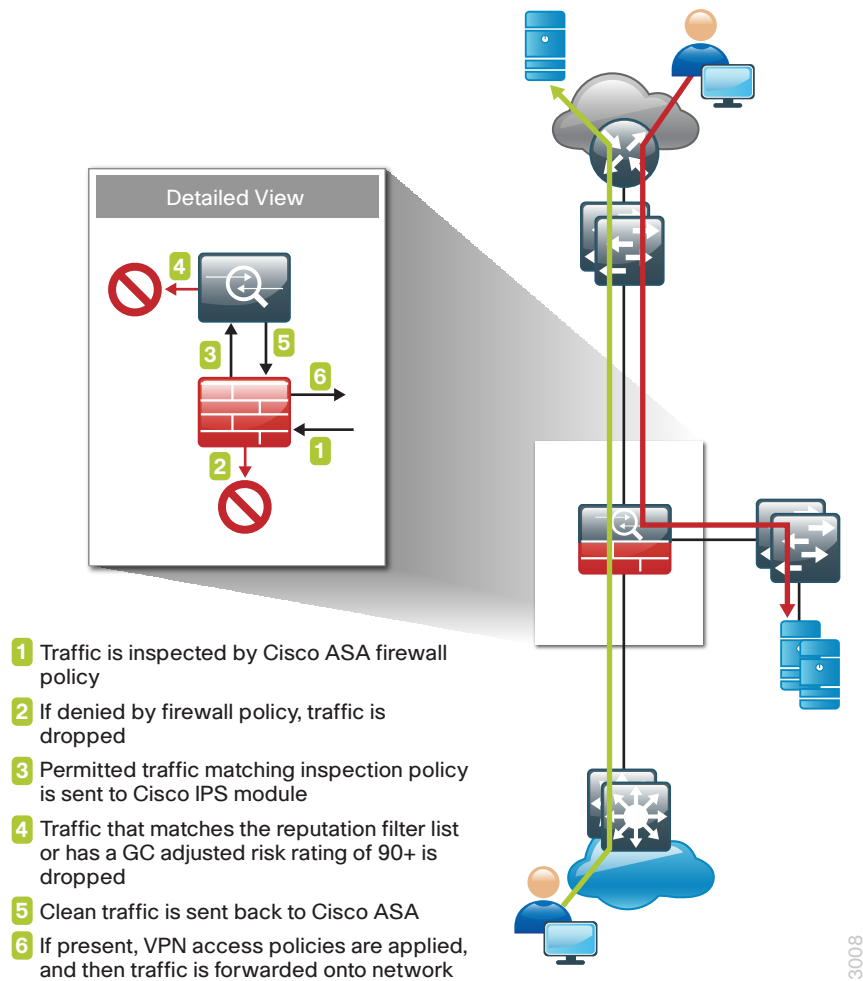 Detailed View
4
3
5
6
1
2
1 Traffic is inspected by Cisco ASA firewall
policy
2 If denied by firewall policy, traffic is
dropped
3 Permitted traffic matching inspection policy
is sent to Cisco IPS module
4 Traffic that matches the reputation filter list
or has a GC adjusted risk rating of 90+ is
dropped
5 Clean traffic is sent back to Cisco ASA
6 If present, VPN access policies are applied,
and then traffic is forwarded onto network
3008